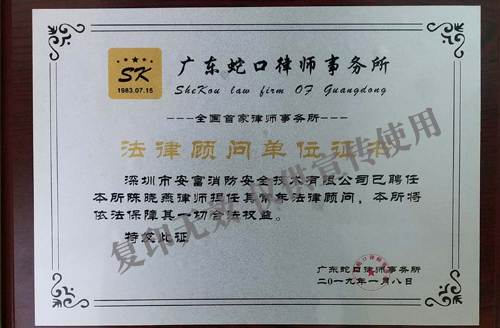 SK
1983.07.15
广东蛇口律师事务所
SheKou law firm OF Guangdong
---全国首家律师事务所---
法律顾问单位证书
深圳市安富消防安全技术有限公司已聘任
本所陈晓燕律师担任其常年法律顾问，本所将
依法保障其一切合法权益。
特发此证
广东蛇口律师事务所
二〇一九年一月八日
复印无效 仅供宣传使用